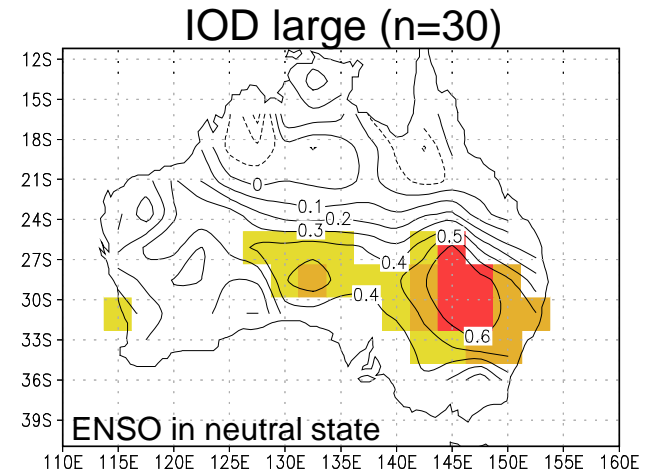 IOD large (n=30)
12S
15S
18S
21S
24S
27S
30S
33S
36S
39S
0
0.1
0.2
0.3
0.5
0.4
0.4
0.6
ENSO in neutral state
110E 115E 120E 125E 130E 135E 140E 145E 150E 155E 160E